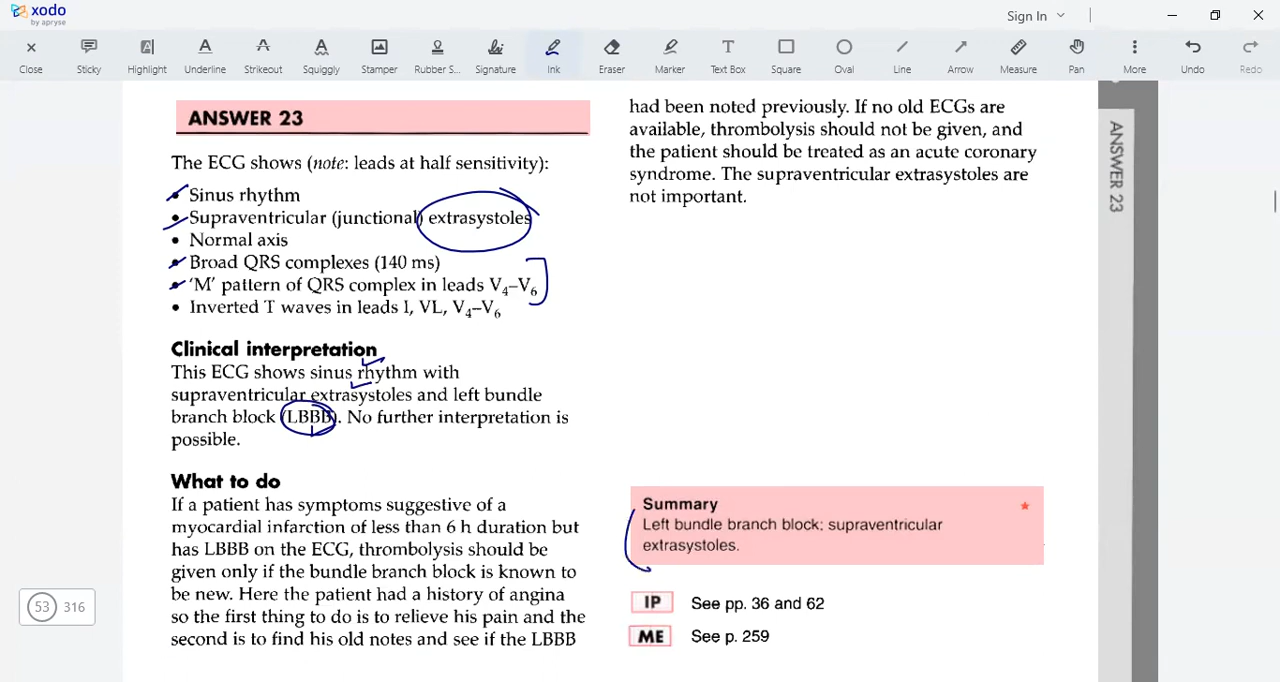 xodo
by apryse
Sign In
Close
Sticky
Highlight
Underline
Strikeout
Squiggly
Stamper
Rubber S...
Signature
Ink
Eraser
Marker
Text Box
Square
Oval
Line
Arrow
Measure
Pan
More
Undo
Redo
ANSWER 23
The ECG shows (note: leads at half sensitivity):
• Sinus rhythm
• Supraventricular (junctional) extrasystoles
• Normal axis
• Broad QRS complexes (140 ms)
• 'M' pattern of QRS complex in leads V4–V6
• Inverted T waves in leads I, VL, V4–V6
Clinical interpretation
This ECG shows sinus rhythm with
supraventricular extrasystoles and left bundle
branch block (LBBB). No further interpretation is
possible.
What to do
If a patient has symptoms suggestive of a
myocardial infarction of less than 6 h duration but
has LBBB on the ECG, thrombolysis should be
given only if the bundle branch block is known to
be new. Here the patient had a history of angina
so the first thing to do is to relieve his pain and the
second is to find his old notes and see if the LBBB
had been noted previously. If no old ECGs are
available, thrombolysis should not be given, and
the patient should be treated as an acute coronary
syndrome. The supraventricular extrasystoles are
not important.
Summary
Left bundle branch block; supraventricular
extrasystoles.
IP See pp. 36 and 62
ME See p. 259
ANSWER 23
53 316